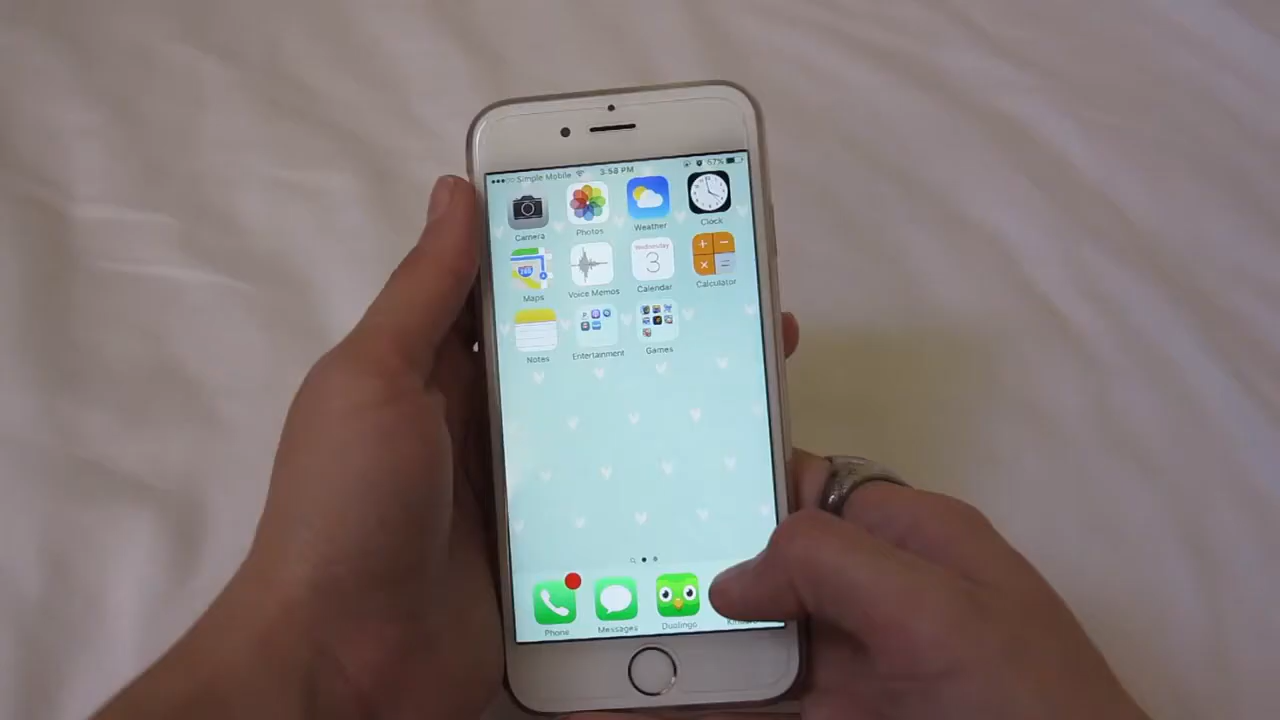 Simple Mobile 3:58 PM 67%
Camera Photos Weather Clock
280
Wednesday
3
Maps Voice Memos Calendar Calculator
Notes Entertainment Games
Phone Messages Duolingo